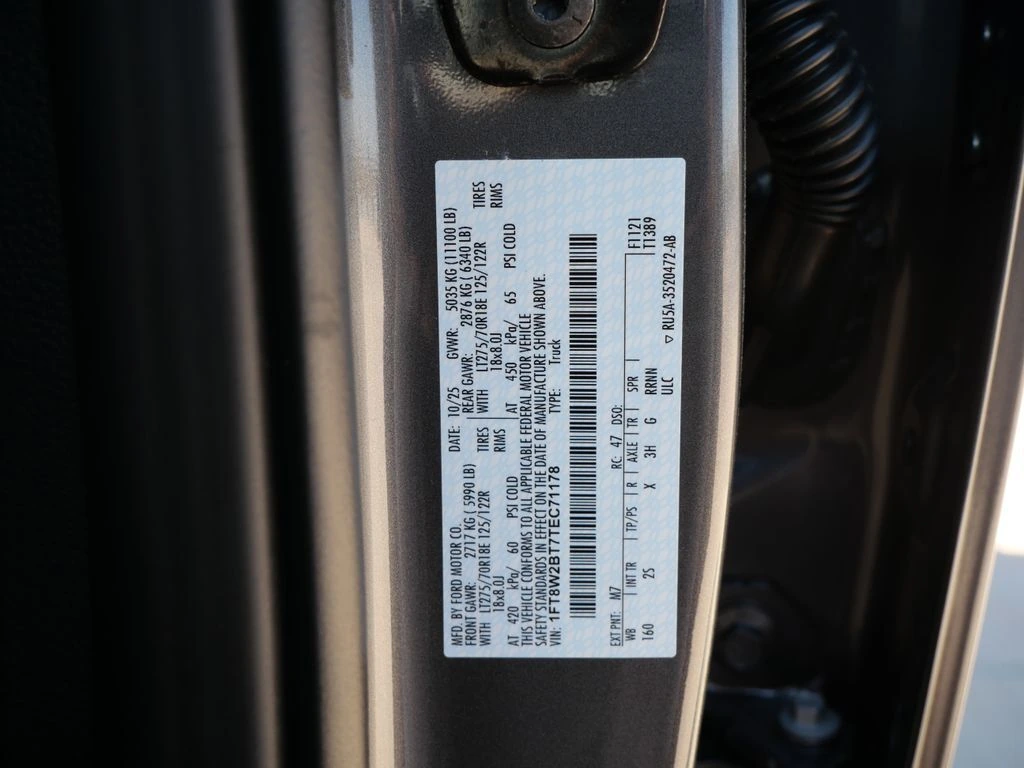 MFD. BY FORD MOTOR CO. DATE: 10/25 GVWR: 5035 KG (11100 LB)
FRONT GAWR: 2717 KG ( 5990 LB) REAR GAWR: 2876 KG ( 6340 LB)
WITH LT275/70R18E 125/122R TIRES WITH LT275/70R18E 125/122R TIRES
18x8.0J RIMS 18x8.0J RIMS
AT 420 kPa/ 60 PSI COLD AT 450 kPa/ 65 PSI COLD
THIS VEHICLE CONFORMS TO ALL APPLICABLE FEDERAL MOTOR VEHICLE
SAFETY STANDARDS IN EFFECT ON THE DATE OF MANUFACTURE SHOWN ABOVE.
VIN: 1FT8W2BT7TEC71178 TYPE: Truck
EXT PNT: M7 RC: 47 DSO: F1121
WB INT TR TP/PS R AXLE TR SPR T1389
160 2S X 3H G RRNN
ULC ▽ RU5A-3520472-AB